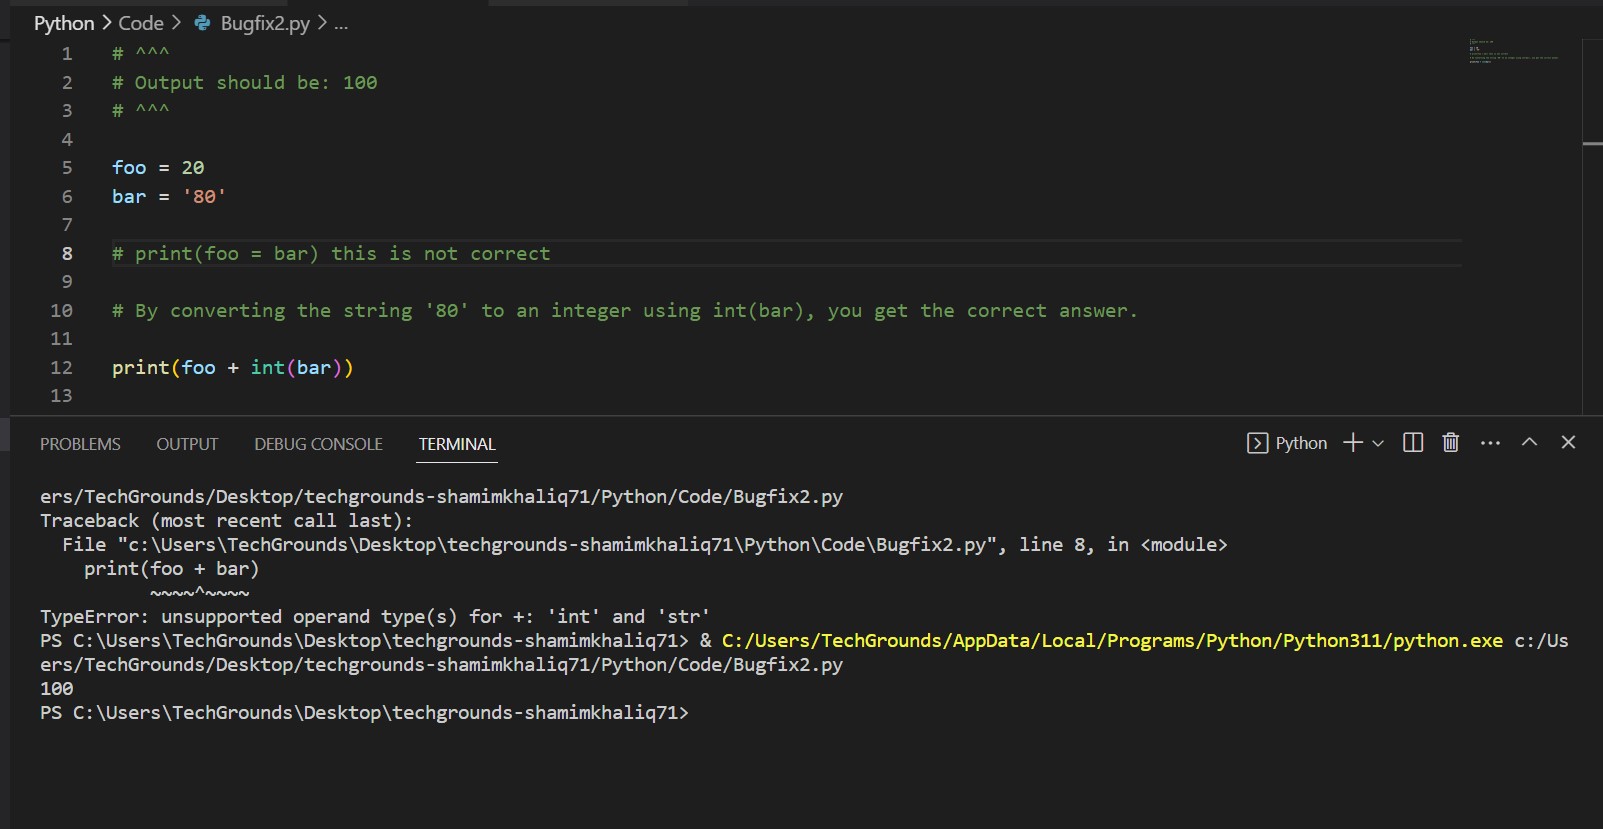 Python > Code > Bugfix2.py > ...
1 # ^^^
2 # Output should be: 100
3 # ^^^
4
5 foo = 20
6 bar = '80'
7
8 # print(foo = bar) this is not correct
9
10 # By converting the string '80' to an integer using int(bar), you get the correct answer.
11
12 print(foo + int(bar))
13
PROBLEMS OUTPUT DEBUG CONSOLE TERMINAL Python
ers/TechGrounds/Desktop/techgrounds-shamimkhaliq71/Python/Code/Bugfix2.py
Traceback (most recent call last):
  File "c:\Users\TechGrounds\Desktop\techgrounds-shamimkhaliq71\Python\Code\Bugfix2.py", line 8, in <module>
    print(foo + bar)
          ~~~~^~~~~
TypeError: unsupported operand type(s) for +: 'int' and 'str'
PS C:\Users\TechGrounds\Desktop\techgrounds-shamimkhaliq71> & C:/Users/TechGrounds/AppData/Local/Programs/Python/Python311/python.exe c:/Us
ers/TechGrounds/Desktop/techgrounds-shamimkhaliq71/Python/Code/Bugfix2.py
100
PS C:\Users\TechGrounds\Desktop\techgrounds-shamimkhaliq71>